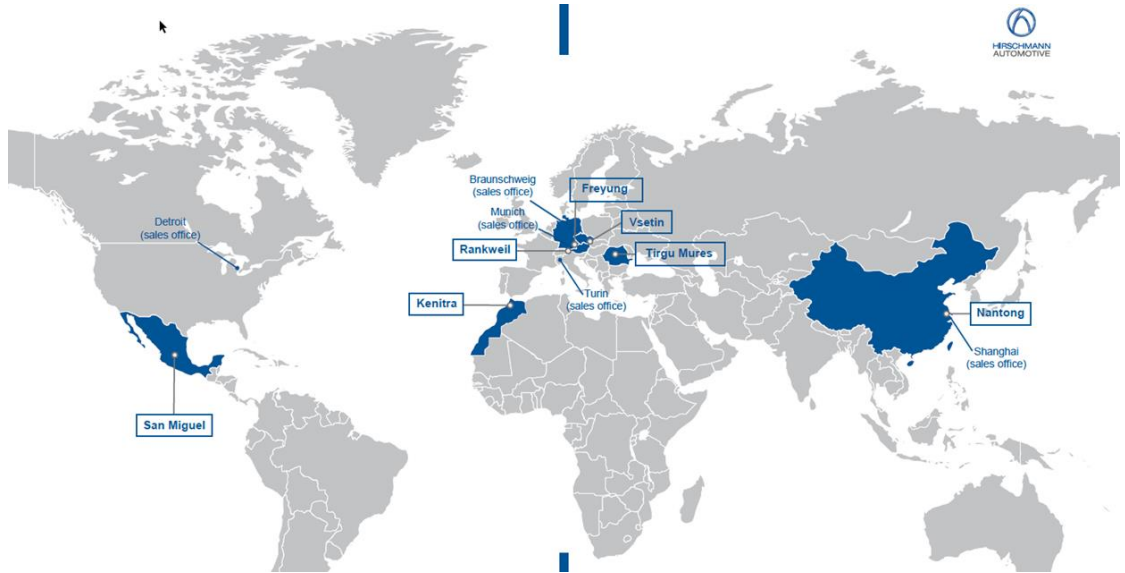 HIRSCHMANN
AUTOMOTIVE
Braunschweig
(sales office)
Freyung
Munich
(sales office)
Vsetin
Detroit
(sales office)
Rankweil
Tirgu Mures
Kenitra
Turin
(sales office)
Nantong
Shanghai
(sales office)
San Miguel